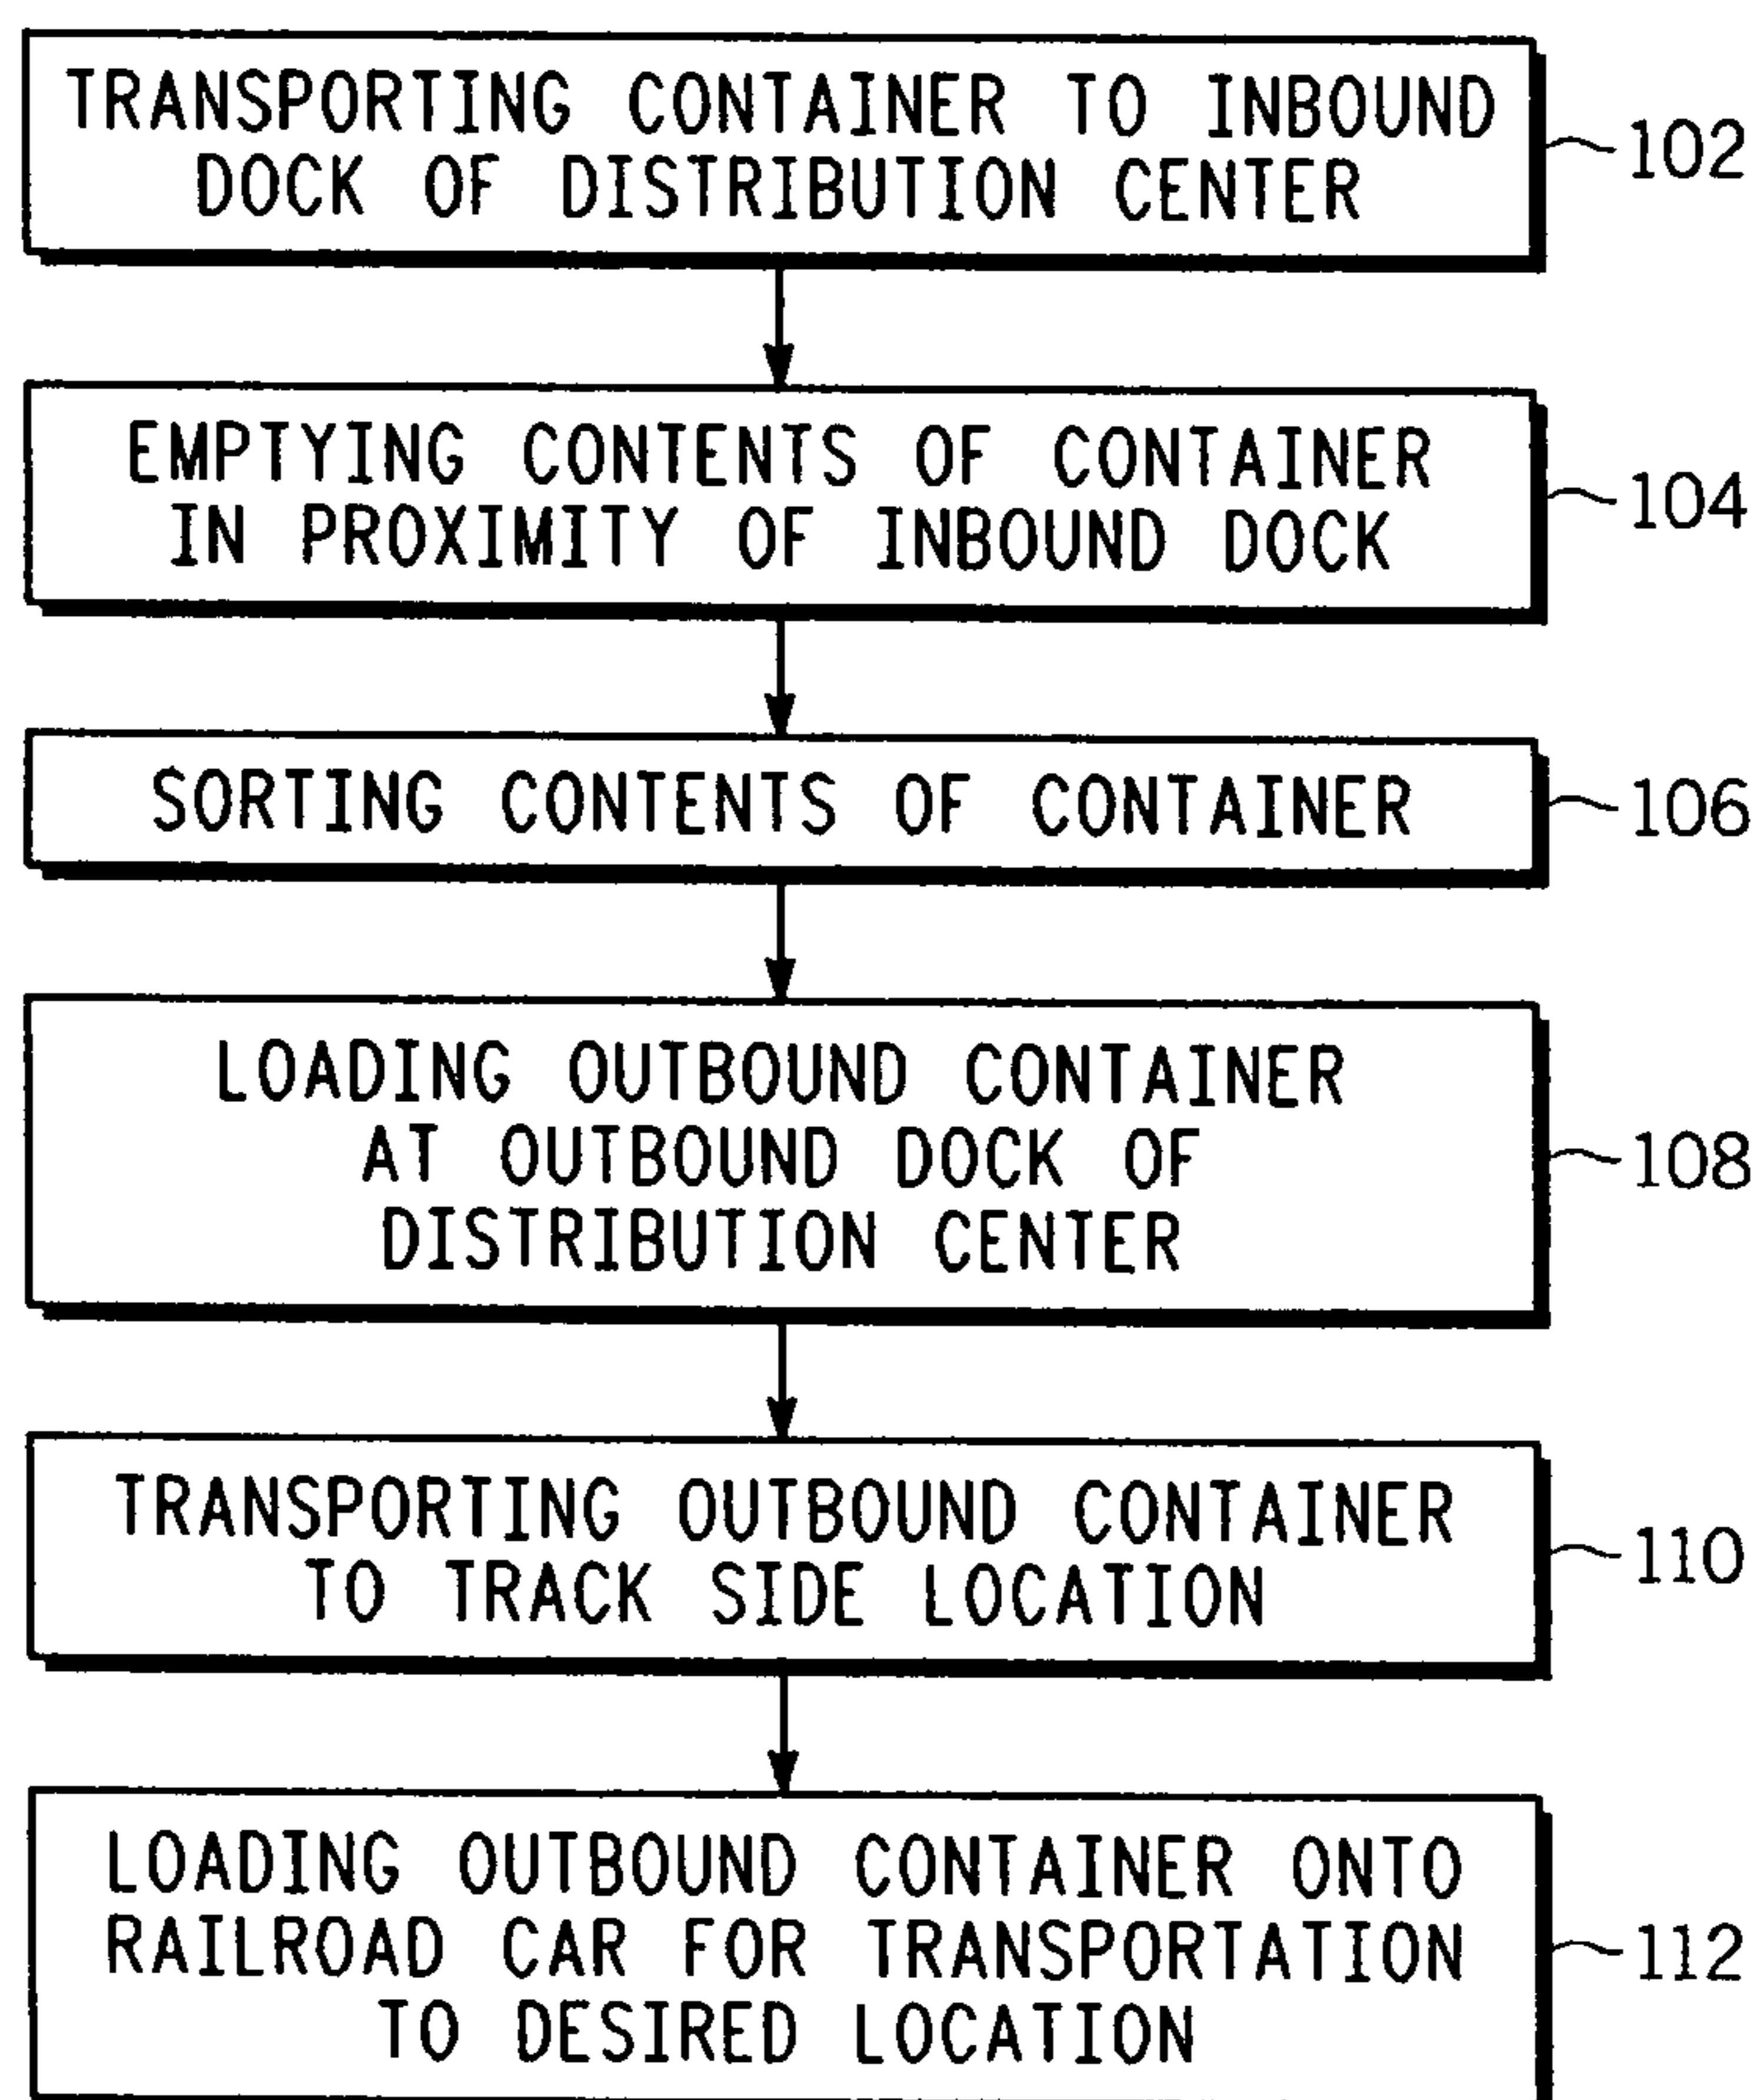 TRANSPORTING CONTAINER TO INBOUND
DOCK OF DISTRIBUTION CENTER
102
EMPTYING CONTENTS OF CONTAINER
IN PROXIMITY OF INBOUND DOCK
104
SORTING CONTENTS OF CONTAINER
106
LOADING OUTBOUND CONTAINER
AT OUTBOUND DOCK OF
DISTRIBUTION CENTER
108
TRANSPORTING OUTBOUND CONTAINER
TO TRACK SIDE LOCATION
110
LOADING OUTBOUND CONTAINER ONTO
RAILROAD CAR FOR TRANSPORTATION
TO DESIRED LOCATION
112